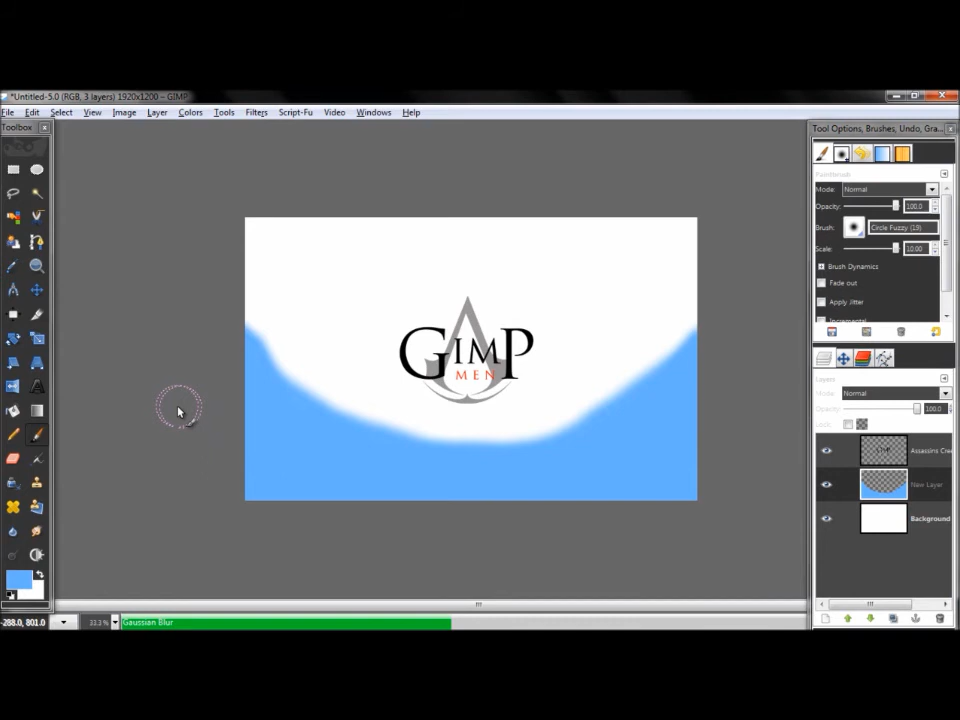 *Untitled-5.0 (RGB, 3 layers) 1920x1200 – GIMP
File Edit Select View Image Layer Colors Tools Filters Script-Fu Video Windows Help
Toolbox
Tool Options, Brushes, Undo, Gra...
Paintbrush
Mode: Normal
Opacity: 100.0
Brush: Circle Fuzzy (19)
Scale: 10.00
Brush Dynamics
Fade out
Apply Jitter
Incremental
Layers
Mode: Normal
Opacity: 100.0
Lock:
Assassins Cre
New Layer
Background
GIMP
MEN
-288.0, 801.0
33.3%
Gaussian Blur